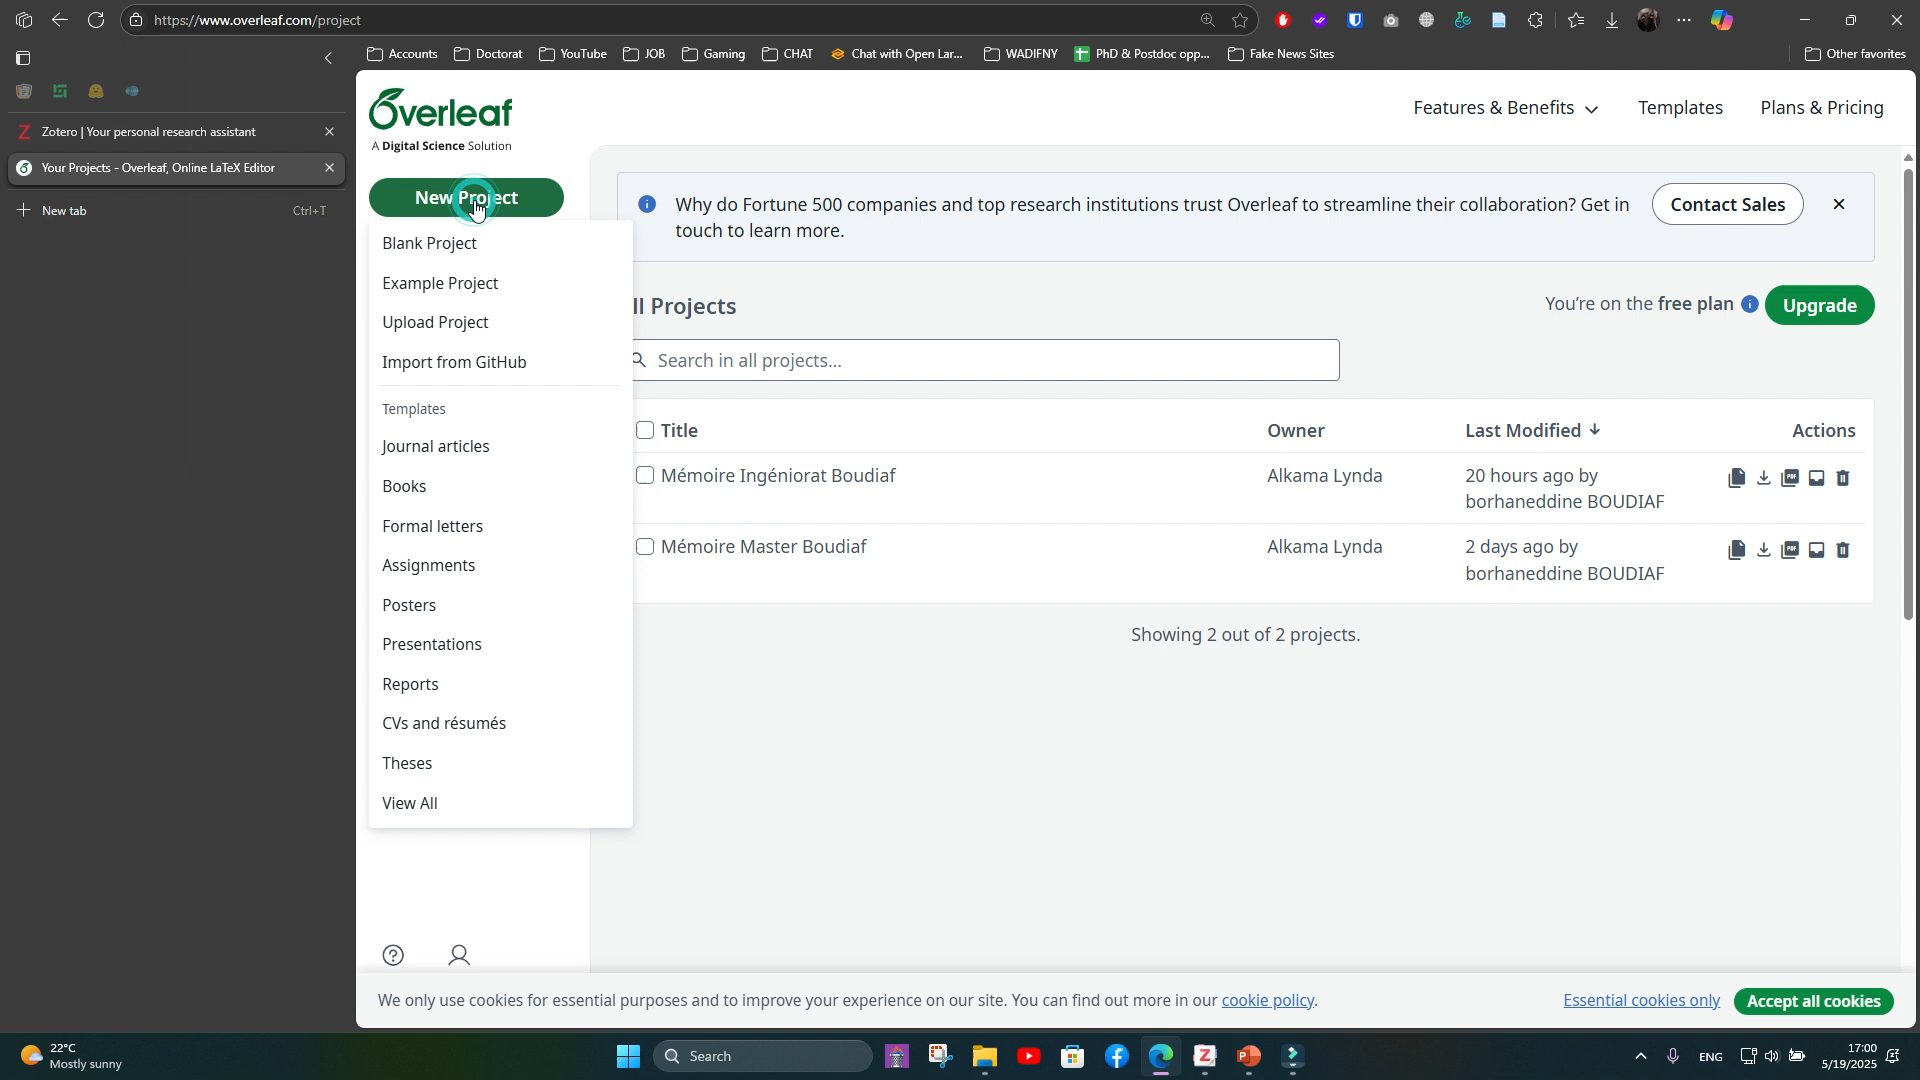 https://www.overleaf.com/project
Accounts
Doctorat
YouTube
JOB
Gaming
CHAT
Chat with Open Lar...
WADIFNY
PhD & Postdoc opp...
Fake News Sites
Other favorites
Zotero | Your personal research assistant
Your Projects - Overleaf, Online LaTeX Editor
New tab
Ctrl+T
Overleaf
A Digital Science Solution
Features & Benefits
Templates
Plans & Pricing
New Project
Blank Project
Example Project
Upload Project
Import from GitHub
Templates
Journal articles
Books
Formal letters
Assignments
Posters
Presentations
Reports
CVs and résumés
Theses
View All
Why do Fortune 500 companies and top research institutions trust Overleaf to streamline their collaboration? Get in
touch to learn more.
Contact Sales
ll Projects
You're on the free plan
Upgrade
Search in all projects...
Title
Owner
Last Modified
Actions
Mémoire Ingéniorat Boudiaf
Alkama Lynda
20 hours ago by
borhaneddine BOUDIAF
Mémoire Master Boudiaf
Alkama Lynda
2 days ago by
borhaneddine BOUDIAF
Showing 2 out of 2 projects.
We only use cookies for essential purposes and to improve your experience on our site. You can find out more in our cookie policy.
Essential cookies only
Accept all cookies
22°C
Mostly sunny
Search
ENG
17:00
5/19/2025